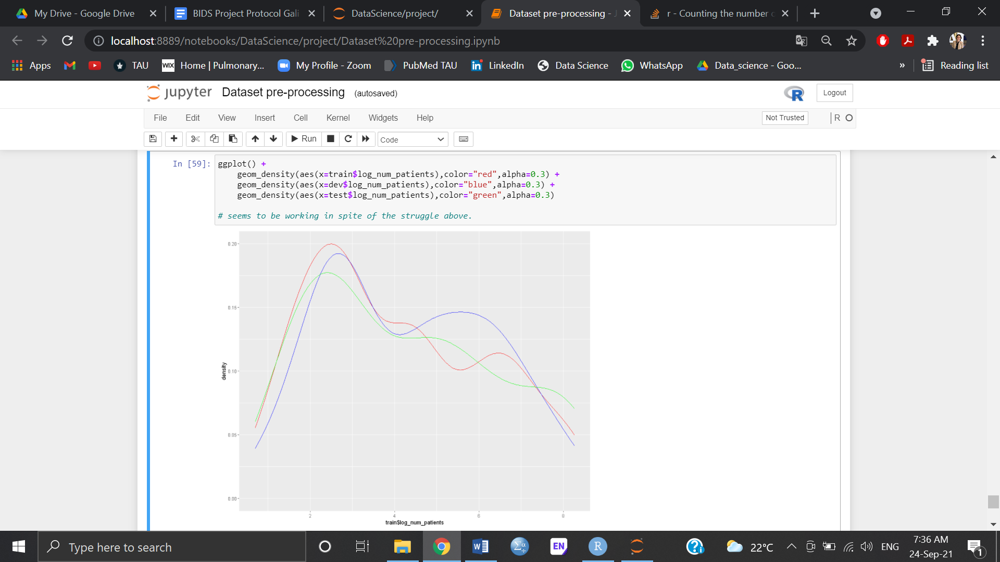 My Drive - Google Drive
BIDS Project Protocol Gali
DataScience/project/
Dataset pre-processing - J
r - Counting the number c
localhost:8889/notebooks/DataScience/project/Dataset%20pre-processing.ipynb
Apps
TAU
WIX
Home | Pulmonary...
My Profile - Zoom
PubMed TAU
LinkedIn
Data Science
WhatsApp
Data_science - Goo...
»
Reading list
jupyter Dataset pre-processing (autosaved)
R
Logout
File Edit View Insert Cell Kernel Widgets Help
Not Trusted
R
Run
Code
In [59]:
ggplot() +
geom_density(aes(x=train$log_num_patients),color="red",alpha=0.3) +
geom_density(aes(x=dev$log_num_patients),color="blue",alpha=0.3) +
geom_density(aes(x=test$log_num_patients),color="green",alpha=0.3)
# seems to be working in spite of the struggle above.
0.20
0.15
0.10
0.05
0.00
density
2 4 6 8
train$log_num_patients
Type here to search
W
Σα
EN
R
22°C
ENG
7:36 AM
24-Sep-21
1